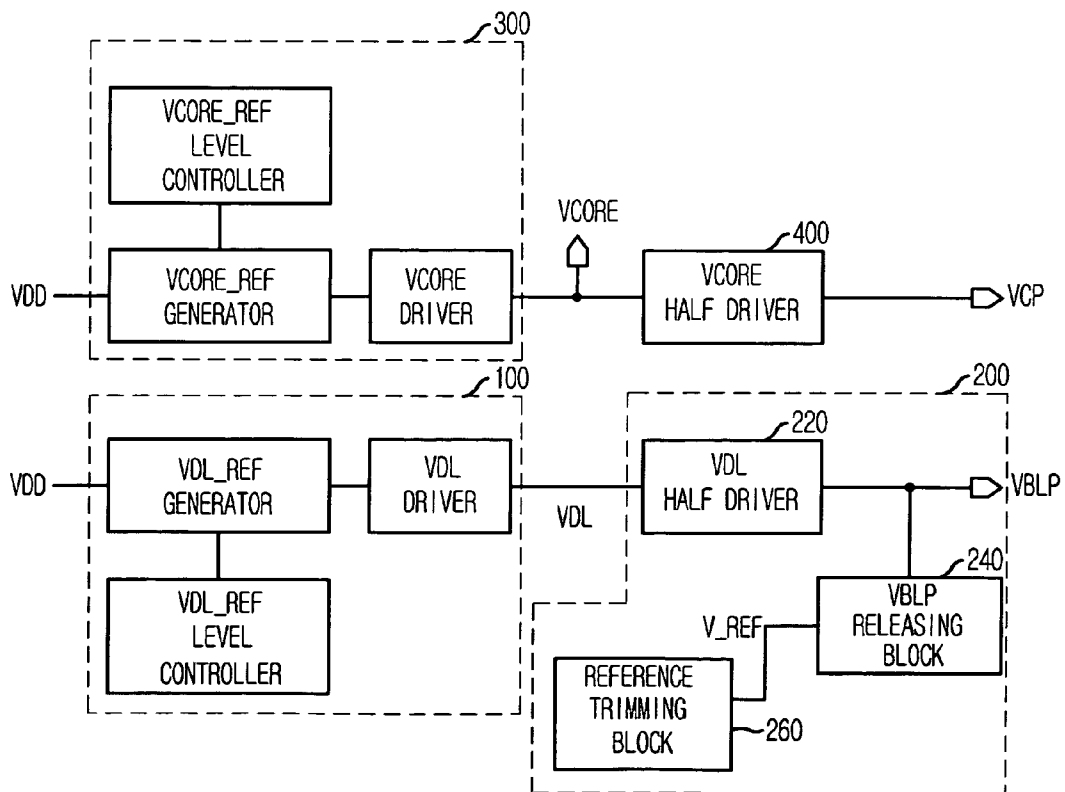 300
VCORE_REF
LEVEL
CONTROLLER
VCORE
400
VDD
VCORE_REF
GENERATOR
VCORE
DRIVER
VCORE
HALF DRIVER
VCP
100
200
220
VDD
VDL_REF
GENERATOR
VDL
DRIVER
VDL
VDL
HALF DRIVER
VBLP
240
VDL_REF
LEVEL
CONTROLLER
V_REF
VBLP
RELEASING
BLOCK
REFERENCE
TRIMMING
BLOCK
260